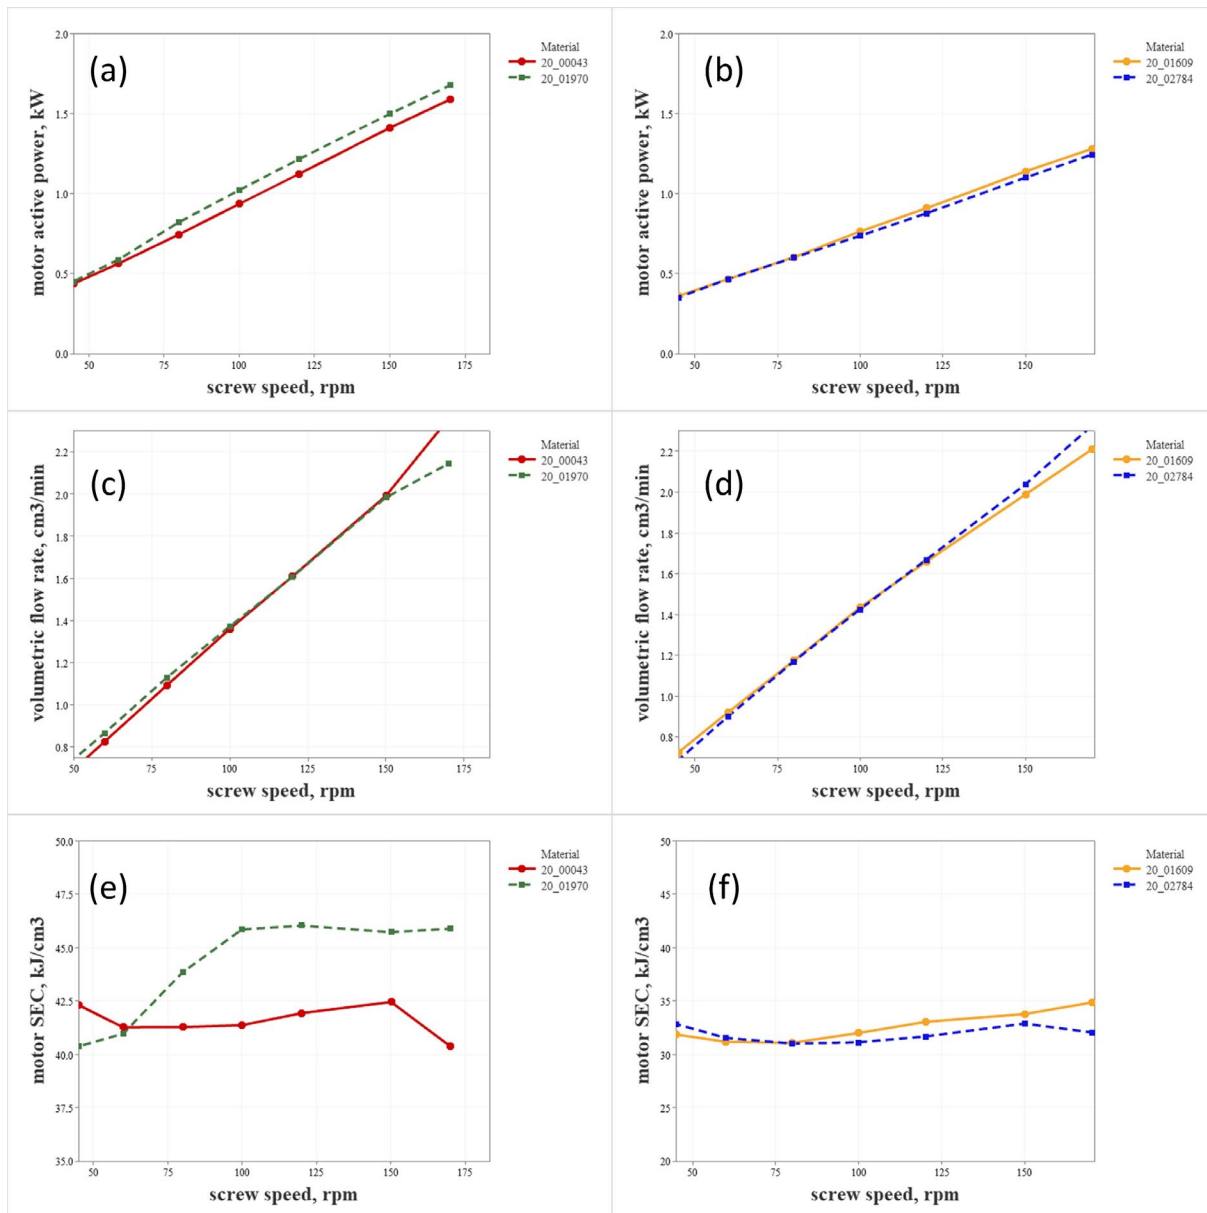 (a)
motor active power, kW
2.0
1.5
1.0
0.5
0.0
50 75 100 125 150 175
screw speed, rpm
Material
20_00043
20_01970
(b)
motor active power, kW
2.0
1.5
1.0
0.5
0.0
50 75 100 125 150
screw speed, rpm
Material
20_01609
20_02784
(c)
volumetric flow rate, cm3/min
2.2
2.0
1.8
1.6
1.4
1.2
1.0
0.8
50 75 100 125 150 175
screw speed, rpm
Material
20_00043
20_01970
(d)
volumetric flow rate, cm3/min
2.2
2.0
1.8
1.6
1.4
1.2
1.0
0.8
50 75 100 125 150
screw speed, rpm
Material
20_01609
20_02784
(e)
motor SEC, kJ/cm3
50.0
47.5
45.0
42.5
40.0
37.5
35.0
50 75 100 125 150 175
screw speed, rpm
Material
20_00043
20_01970
(f)
motor SEC, kJ/cm3
50
45
40
35
30
25
20
50 75 100 125 150
screw speed, rpm
Material
20_01609
20_02784